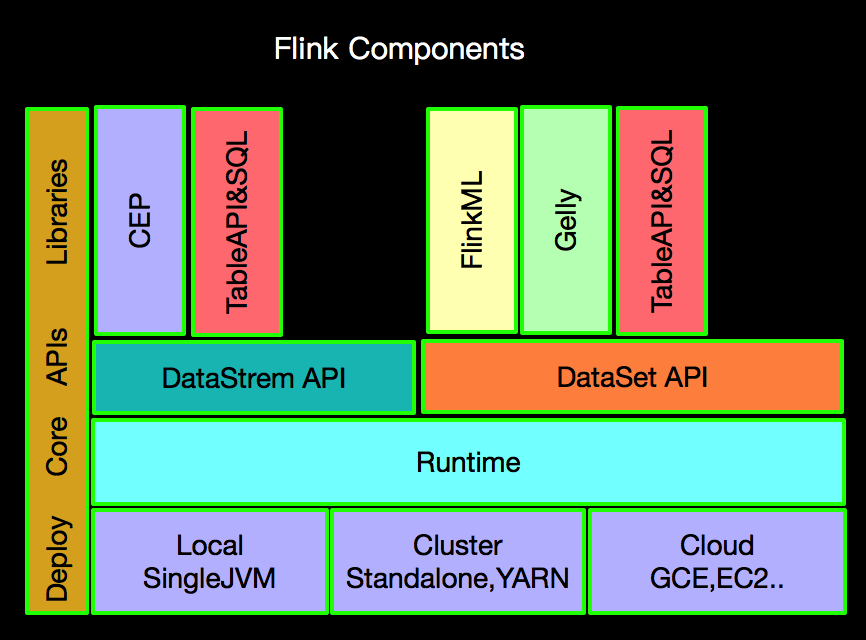 Flink Components
Libraries
CEP
TableAPI&SQL
FlinkML
Gelly
TableAPI&SQL
APIs
DataStrem API
DataSet API
Core
Runtime
Deploy
Local
SingleJVM
Cluster
Standalone,YARN
Cloud
GCE,EC2..